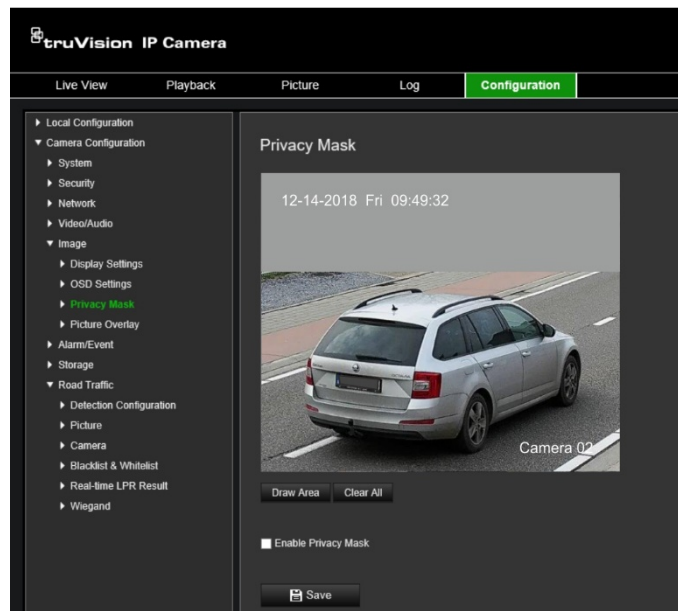 truVision IP Camera
Live View Playback Picture Log Configuration
Local Configuration
Camera Configuration
System
Security
Network
Video/Audio
Image
Display Settings
OSD Settings
Privacy Mask
Picture Overlay
Alarm/Event
Storage
Road Traffic
Detection Configuration
Picture
Camera
Blacklist & Whitelist
Real-time LPR Result
Wiegand
Privacy Mask
12-14-2018 Fri 09:49:32
Camera 02
Draw Area Clear All
Enable Privacy Mask
Save